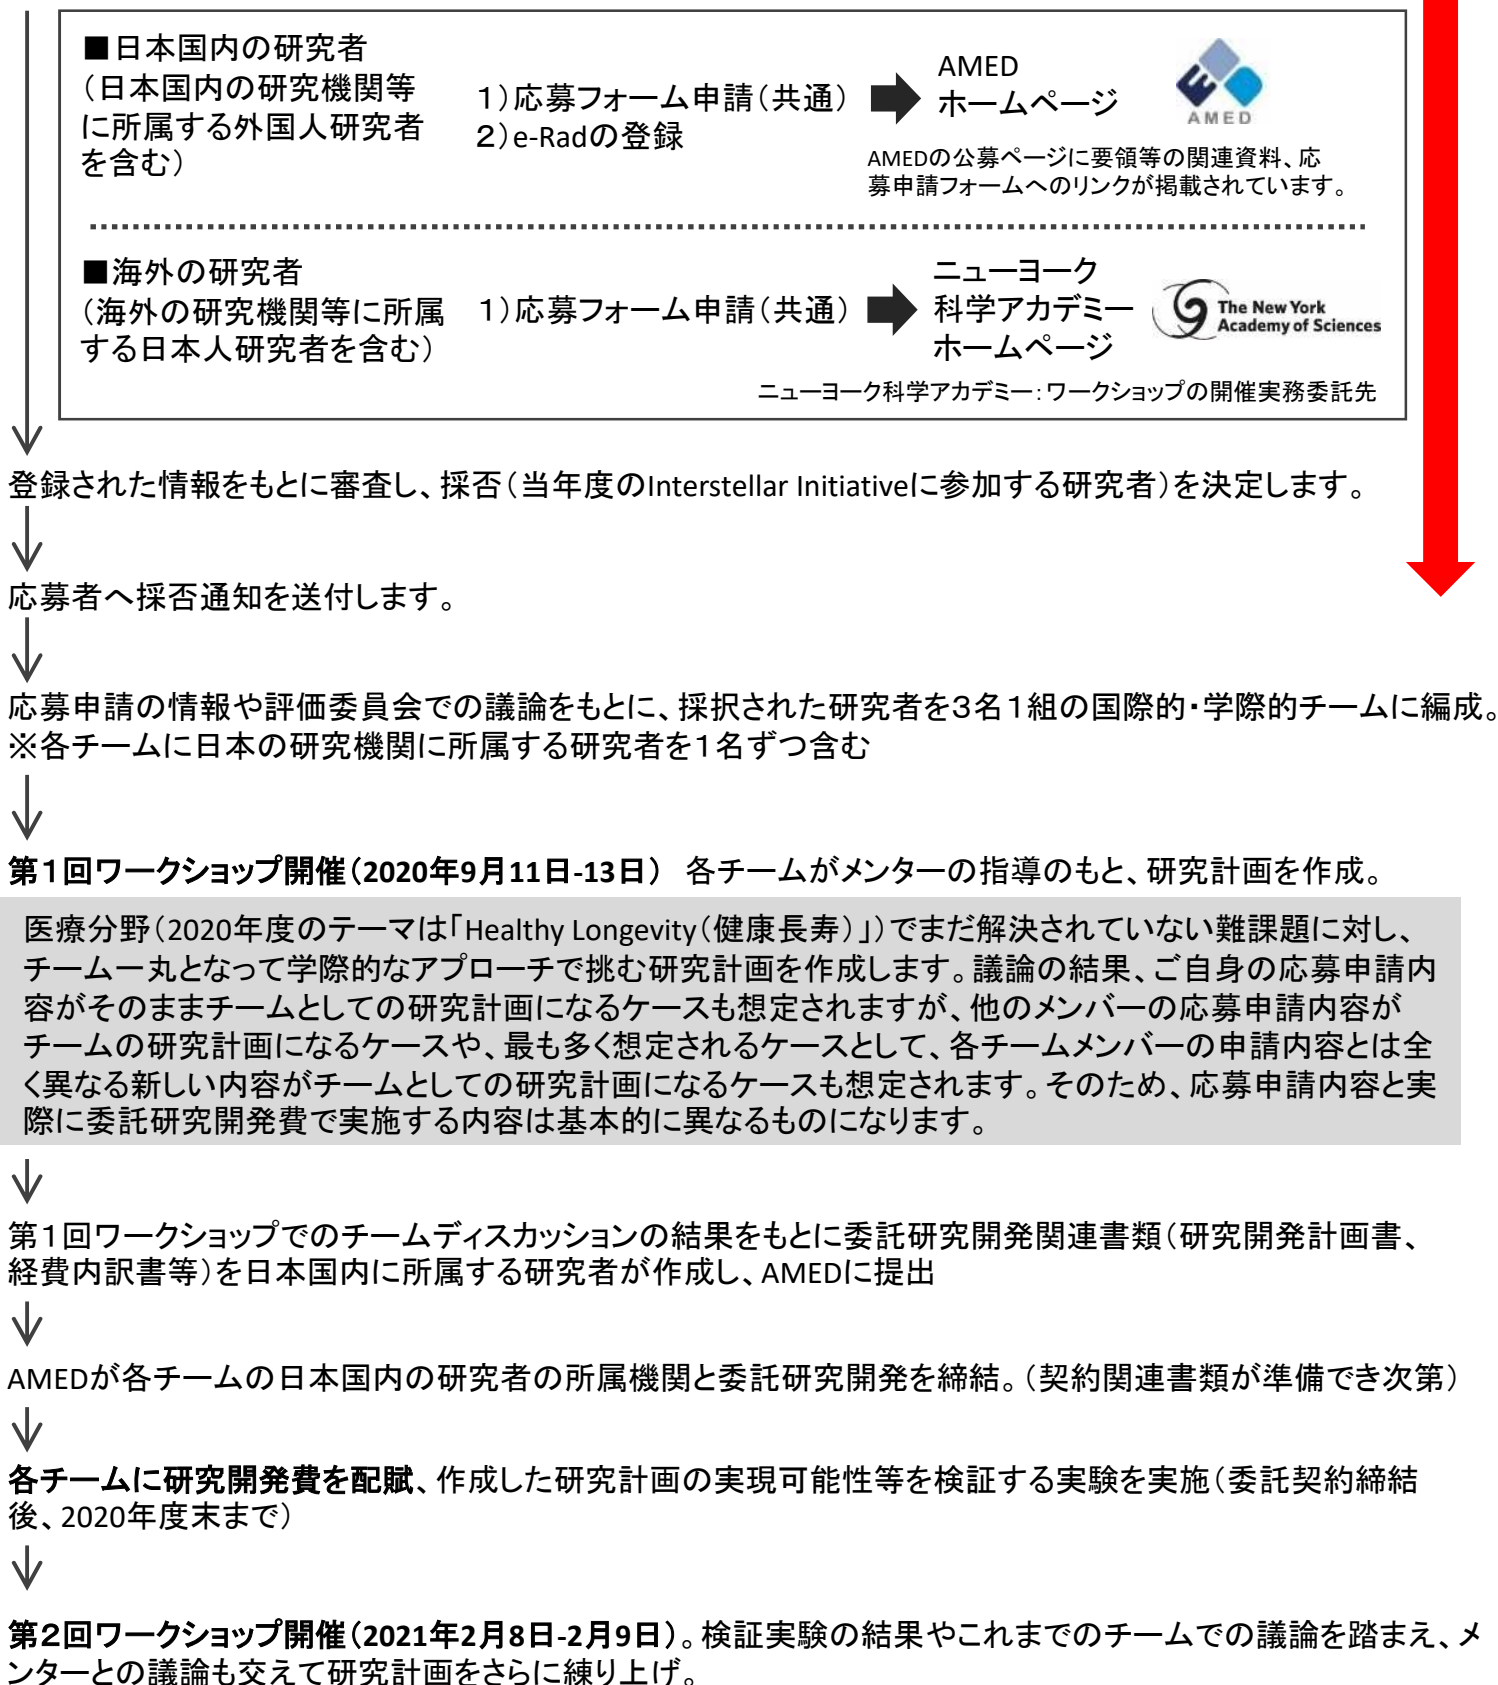 ■日本国内の研究者
（日本国内の研究機関等
に所属する外国人研究者
を含む）
１）応募フォーム申請（共通）
２）e-Radの登録
AMED
ホームページ
AMED
AMEDの公募ページに要領等の関連資料、応
募申請フォームへのリンクが掲載されています。
■海外の研究者
（海外の研究機関等に所属
する日本人研究者を含む）
１）応募フォーム申請（共通）
ニューヨーク
科学アカデミー
ホームページ
The New York
Academy of Sciences
ニューヨーク科学アカデミー：ワークショップの開催実務委託先
登録された情報をもとに審査し、採否（当年度のInterstellar Initiativeに参加する研究者）を決定します。
応募者へ採否通知を送付します。
応募申請の情報や評価委員会での議論をもとに、採択された研究者を３名１組の国際的・学際的チームに編成。
※各チームに日本の研究機関に所属する研究者を１名ずつ含む
第１回ワークショップ開催（2020年9月11日-13日） 各チームがメンターの指導のもと、研究計画を作成。
医療分野（2020年度のテーマは「Healthy Longevity（健康長寿）」）でまだ解決されていない難課題に対し、
チーム一丸となって学際的なアプローチで挑む研究計画を作成します。議論の結果、ご自身の応募申請内
容がそのままチームとしての研究計画になるケースも想定されますが、他のメンバーの応募申請内容が
チームの研究計画になるケースや、最も多く想定されるケースとして、各チームメンバーの申請内容とは全
く異なる新しい内容がチームとしての研究計画になるケースも想定されます。そのため、応募申請内容と実
際に委託研究開発費で実施する内容は基本的に異なるものになります。
第１回ワークショップでのチームディスカッションの結果をもとに委託研究開発関連書類（研究開発計画書、
経費内訳書等）を日本国内に所属する研究者が作成し、AMEDに提出
AMEDが各チームの日本国内の研究者の所属機関と委託研究開発を締結。（契約関連書類が準備でき次第）
各チームに研究開発費を配賦、作成した研究計画の実現可能性等を検証する実験を実施（委託契約締結
後、2020年度末まで）
第２回ワークショップ開催（2021年2月8日-2月9日）。検証実験の結果やこれまでのチームでの議論を踏まえ、メ
ンターとの議論も交えて研究計画をさらに練り上げ。